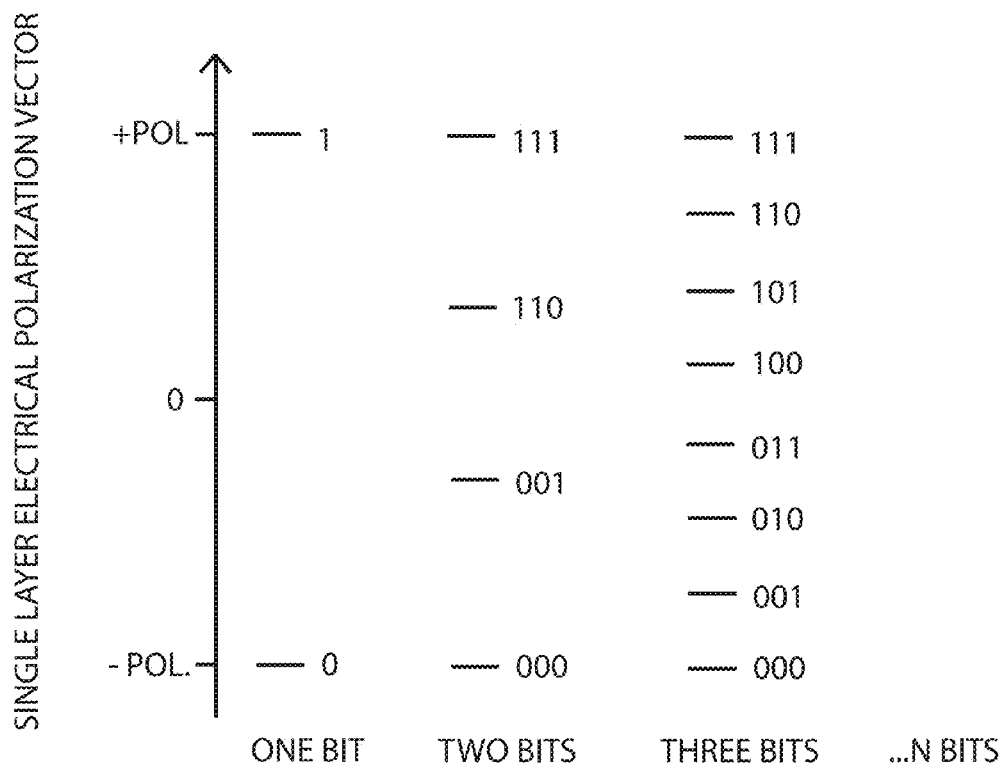 SINGLE LAYER ELECTRICAL POLARIZATION VECTOR
+POL
0
- POL.
1
0
ONE BIT
111
110
001
000
TWO BITS
111
110
101
100
011
010
001
000
THREE BITS
...N BITS